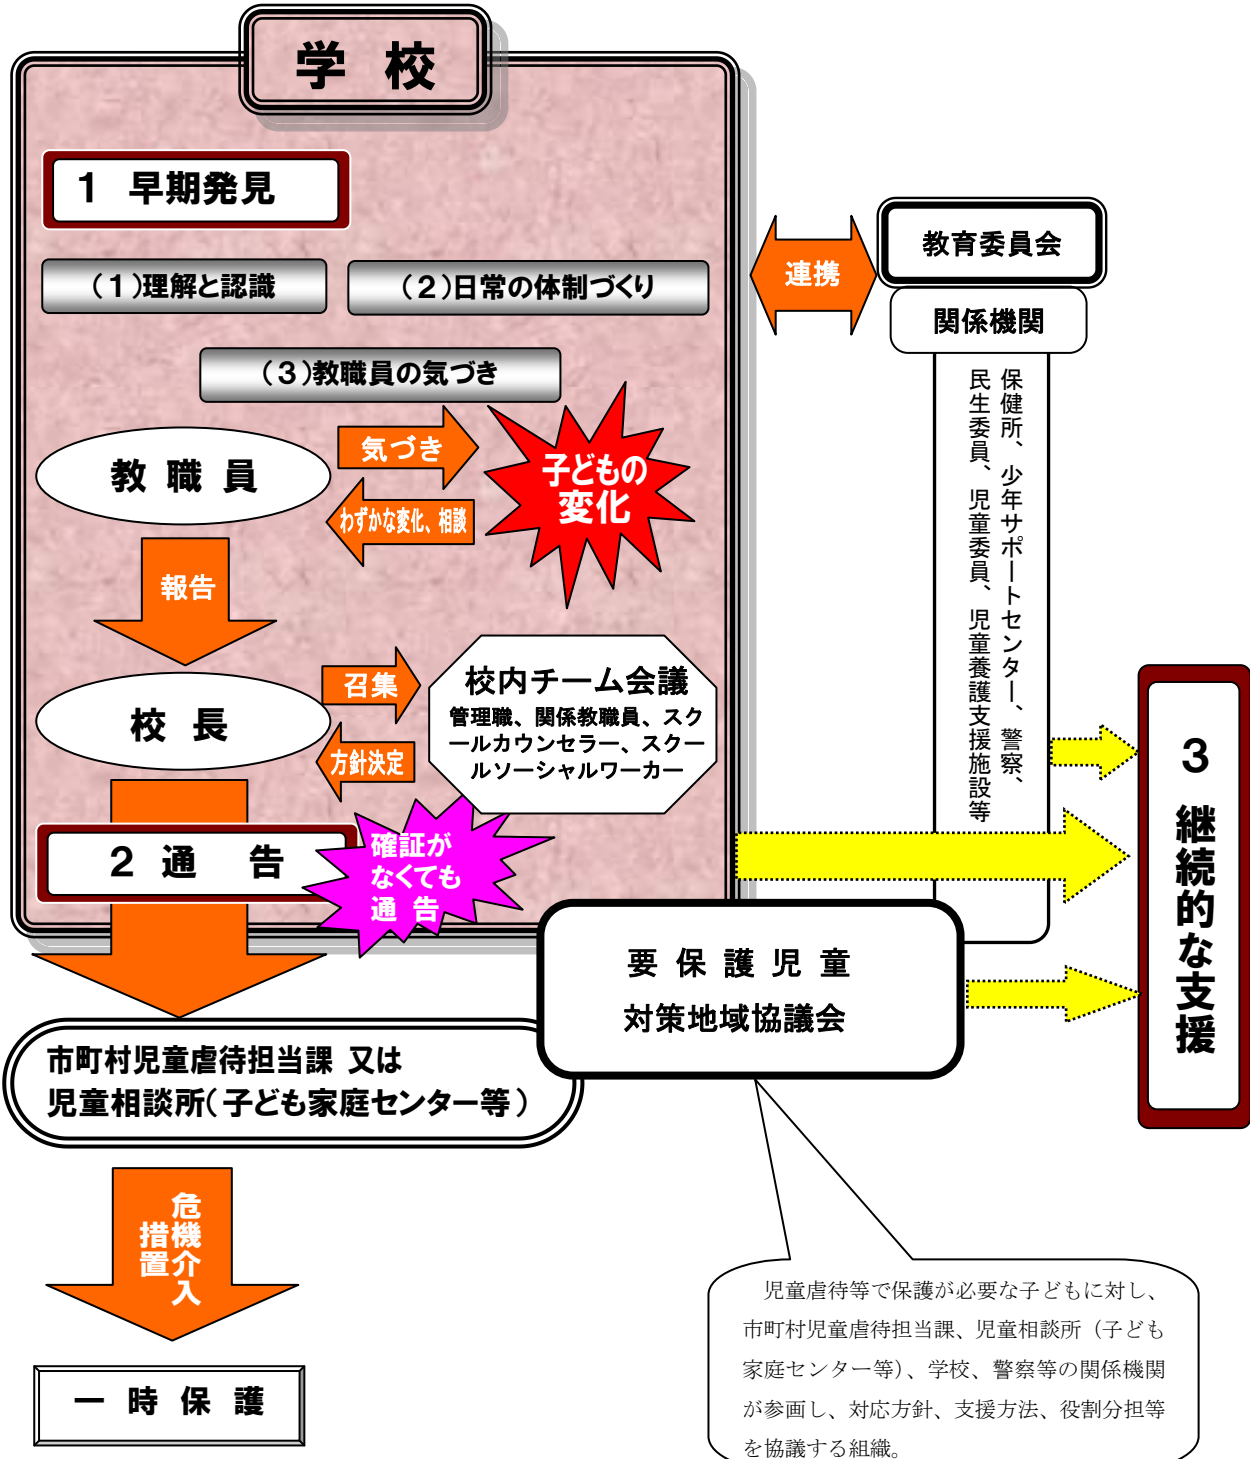 学 校
1 早期発見
(1)理解と認識
(2)日常の体制づくり
(3)教職員の気づき
教 職 員
気づき
わずかな変化、相談
子どもの
変化
報告
校 長
召集
方針決定
校内チーム会議
管理職、関係教職員、スク
ールカウンセラー、スクー
ルソーシャルワーカー
2 通 告
確証が
なくても
通 告
連携
教育委員会
関係機関
保健所、少年サポートセンター、警察、
民生委員、児童委員、児童養護支援施設等
3 継続的な支援
要 保 護 児 童
対策地域協議会
市町村児童虐待担当課 又は
児童相談所(子ども家庭センター等)
危機介入
措置
一 時 保 護
児童虐待等で保護が必要な子どもに対し、
市町村児童虐待担当課、児童相談所（子ども
家庭センター等）、学校、警察等の関係機関
が参画し、対応方針、支援方法、役割分担等
を協議する組織。